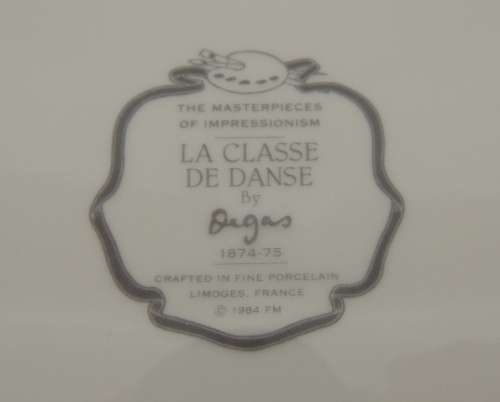 THE MASTERPIECES
OF IMPRESSIONISM
LA CLASSE
DE DANSE
By
Degas
1874-75
CRAFTED IN FINE PORCELAIN
LIMOGES, FRANCE
© 1984 FM